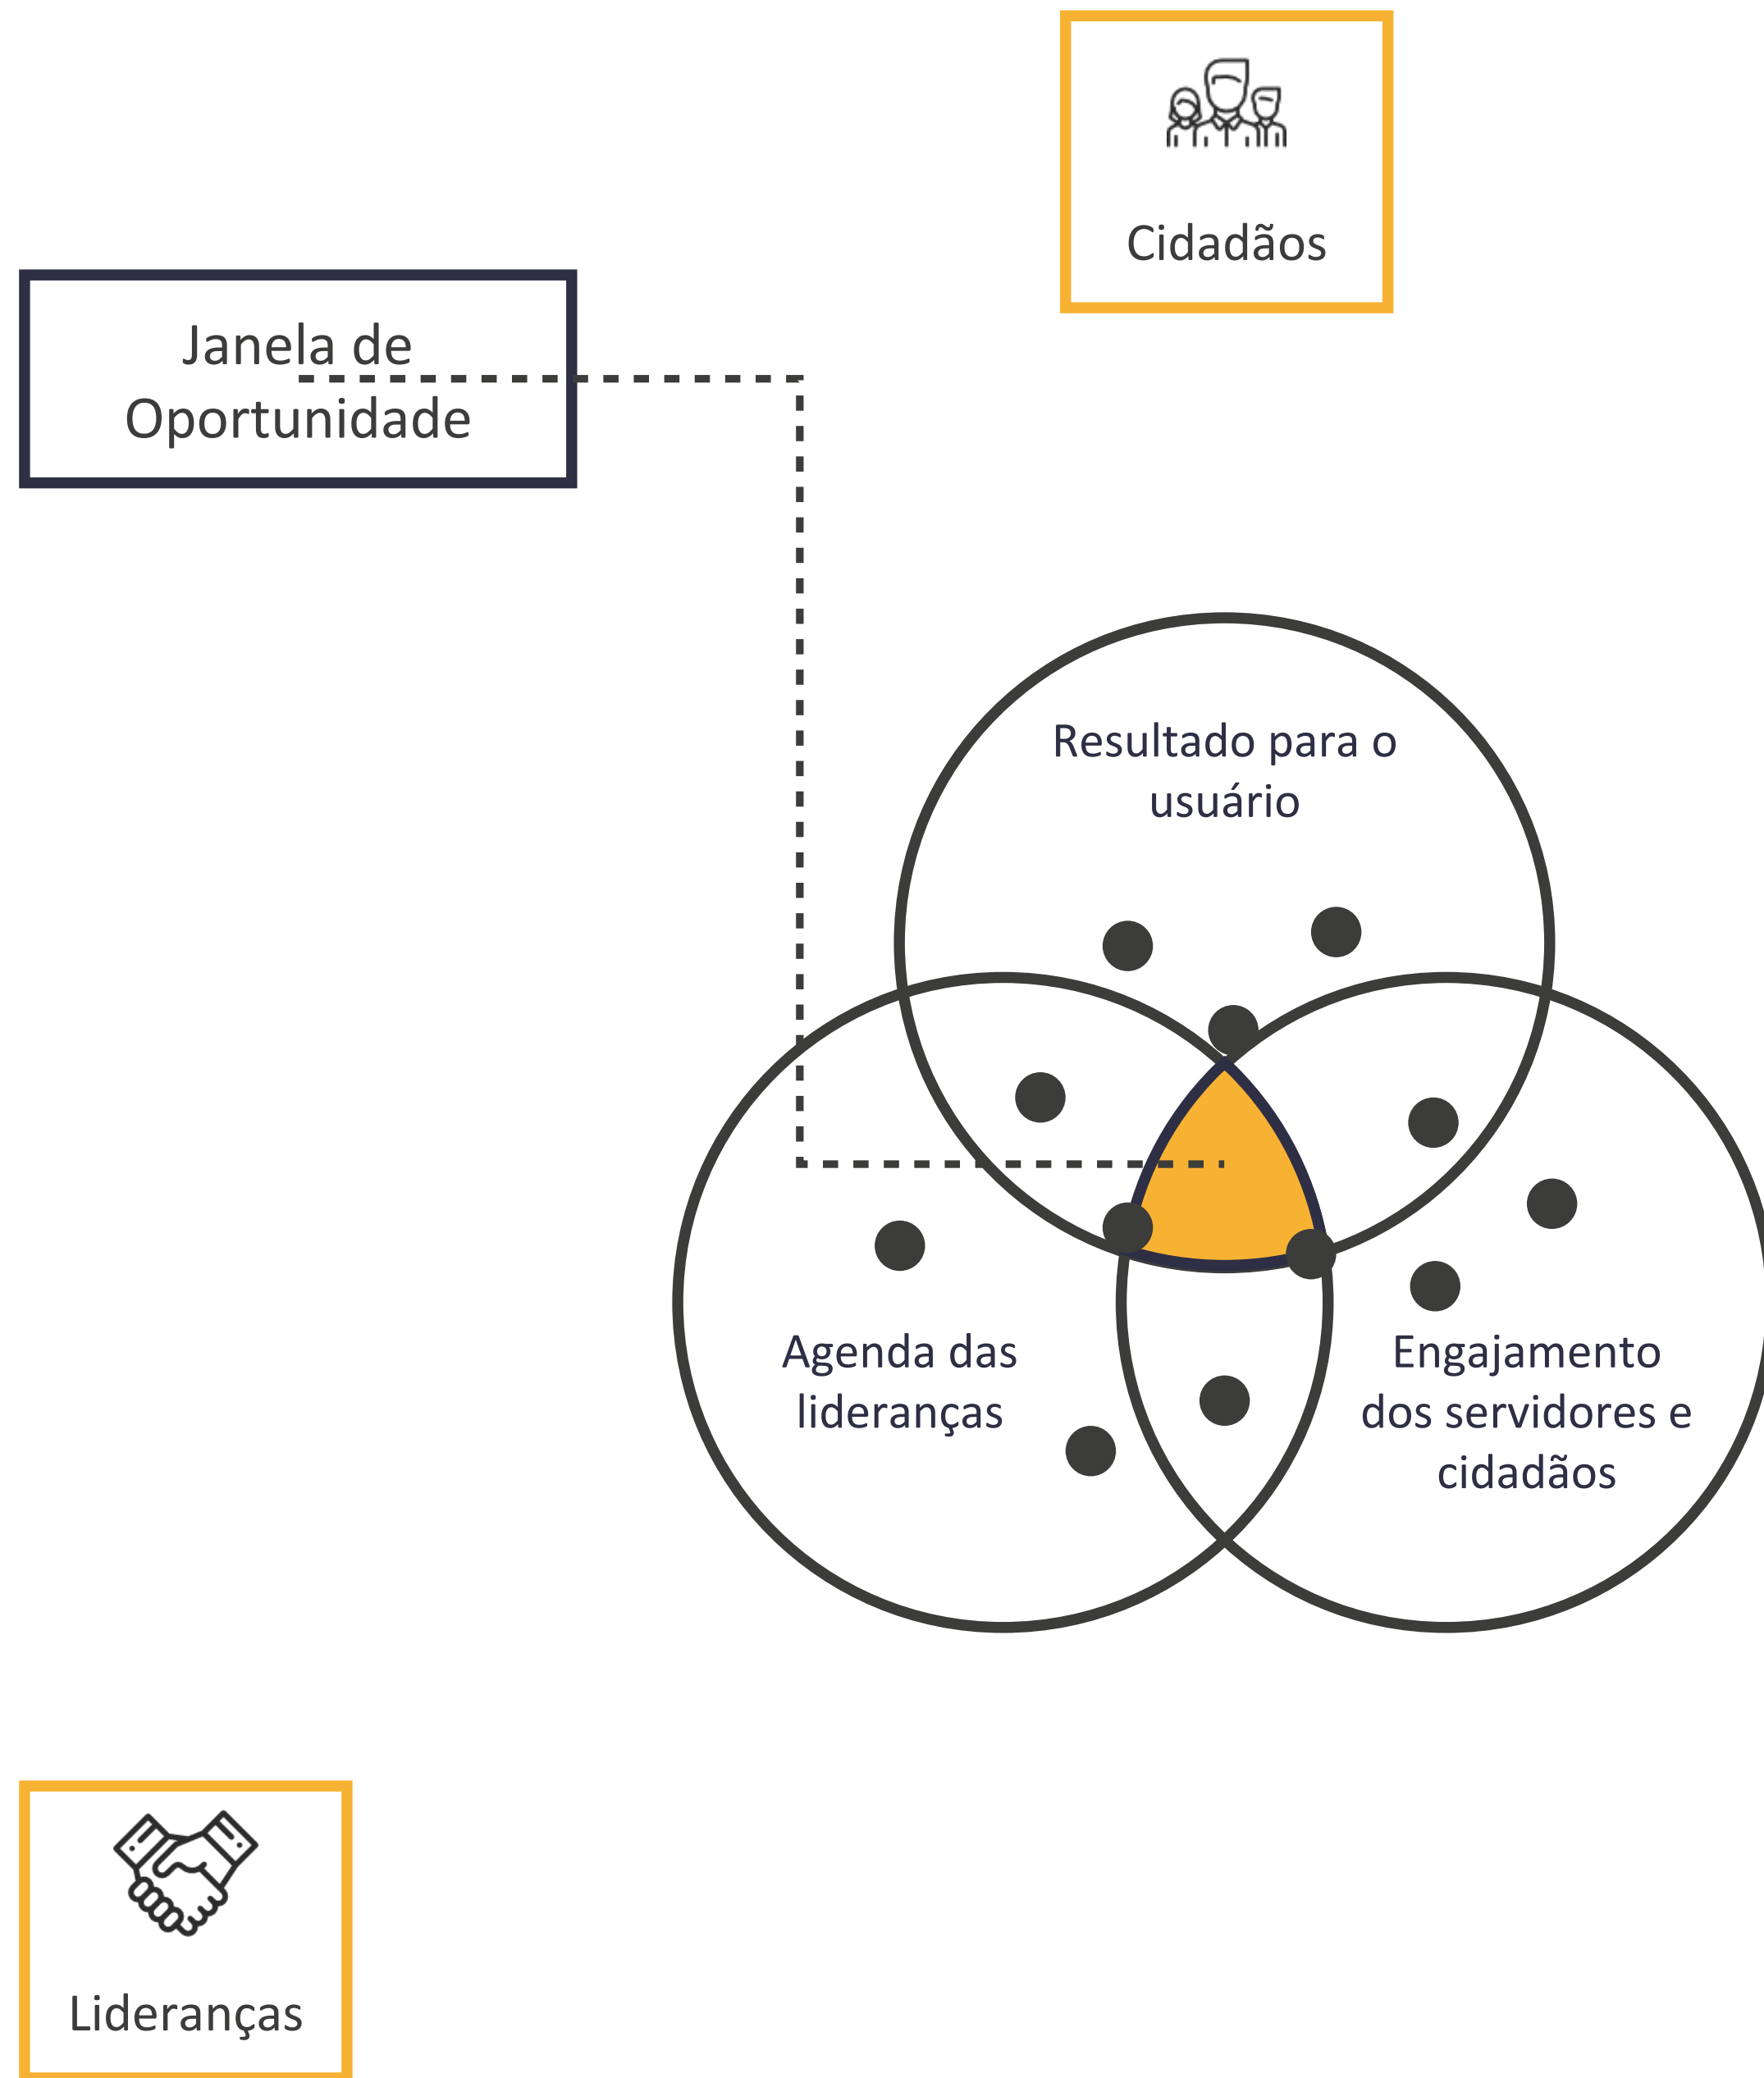 Cidadãos
Janela de
Oportunidade
Resultado para o
usuário
Agenda das
lideranças
Engajamento
dos servidores e
cidadãos
Lideranças